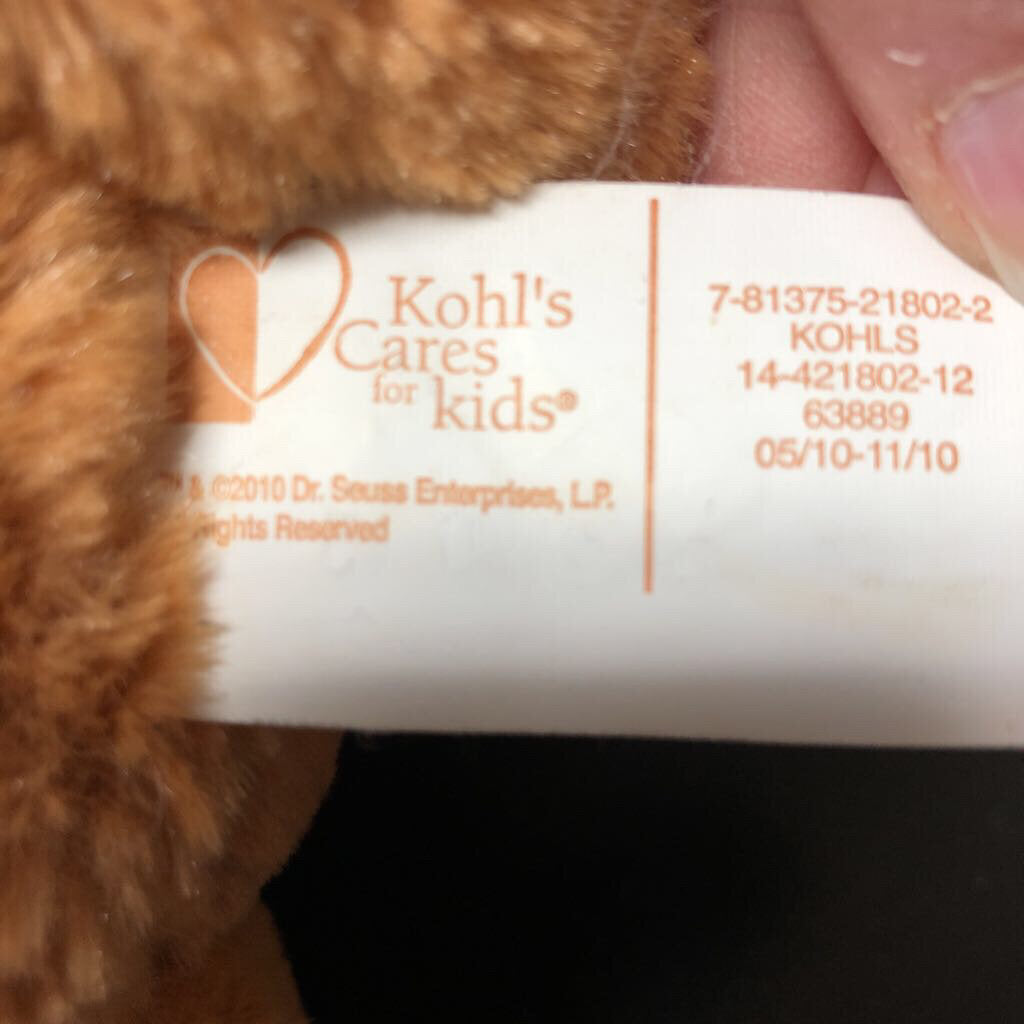 Kohl's
Cares
for kids®
& ©2010 Dr. Seuss Enterprises, L.P.
Rights Reserved
7-81375-21802-2
KOHLS
14-421802-12
63889
05/10-11/10